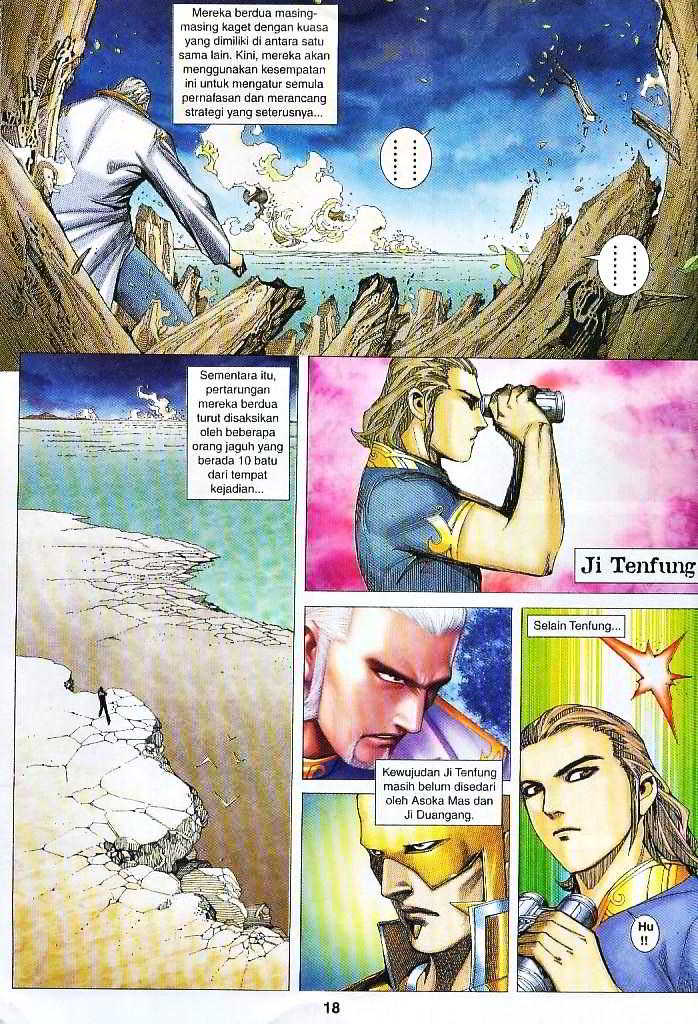 Mereka berdua masing-
masing kaget dengan kuasa
yang dimiliki di antara satu
sama lain. Kini, mereka akan
menggunakan kesempatan
ini untuk mengatur semula
pernafasan dan merancang
strategi yang seterusnya...
Sementara itu,
pertarungan
mereka berdua
turut disaksikan
oleh beberapa
orang jaguh yang
berada 10 batu
dari tempat
kejadian...
Ji Tenfung
Kewujudan Ji Tenfung
masih belum disedari
oleh Asoka Mas dan
Ji Duangang.
Selain Tenfung...
Hu
!!
18